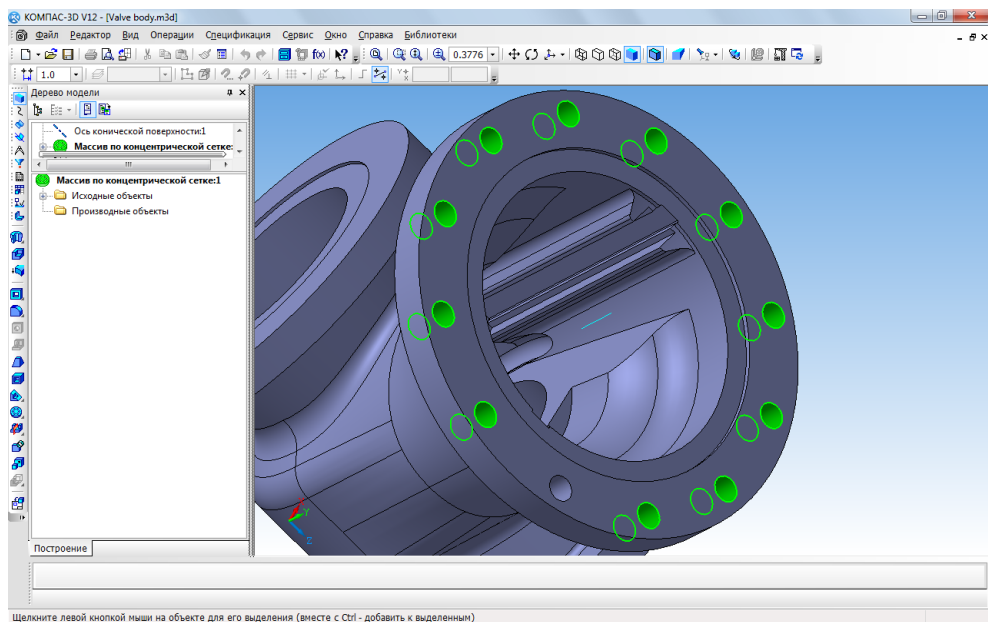 КОМПАС-3D V12 - [Valve body.m3d]
Файл Редактор Вид Операции Спецификация Сервис Окно Справка Библиотеки
0.3776
1.0
Дерево модели
Ось конической поверхности:1
Массив по концентрической сетке:
Массив по концентрической сетке:1
Исходные объекты
Производные объекты
Y
Z
Построение
Щелкните левой кнопкой мыши на объекте для его выделения (вместе с Ctrl - добавить к выделенным)